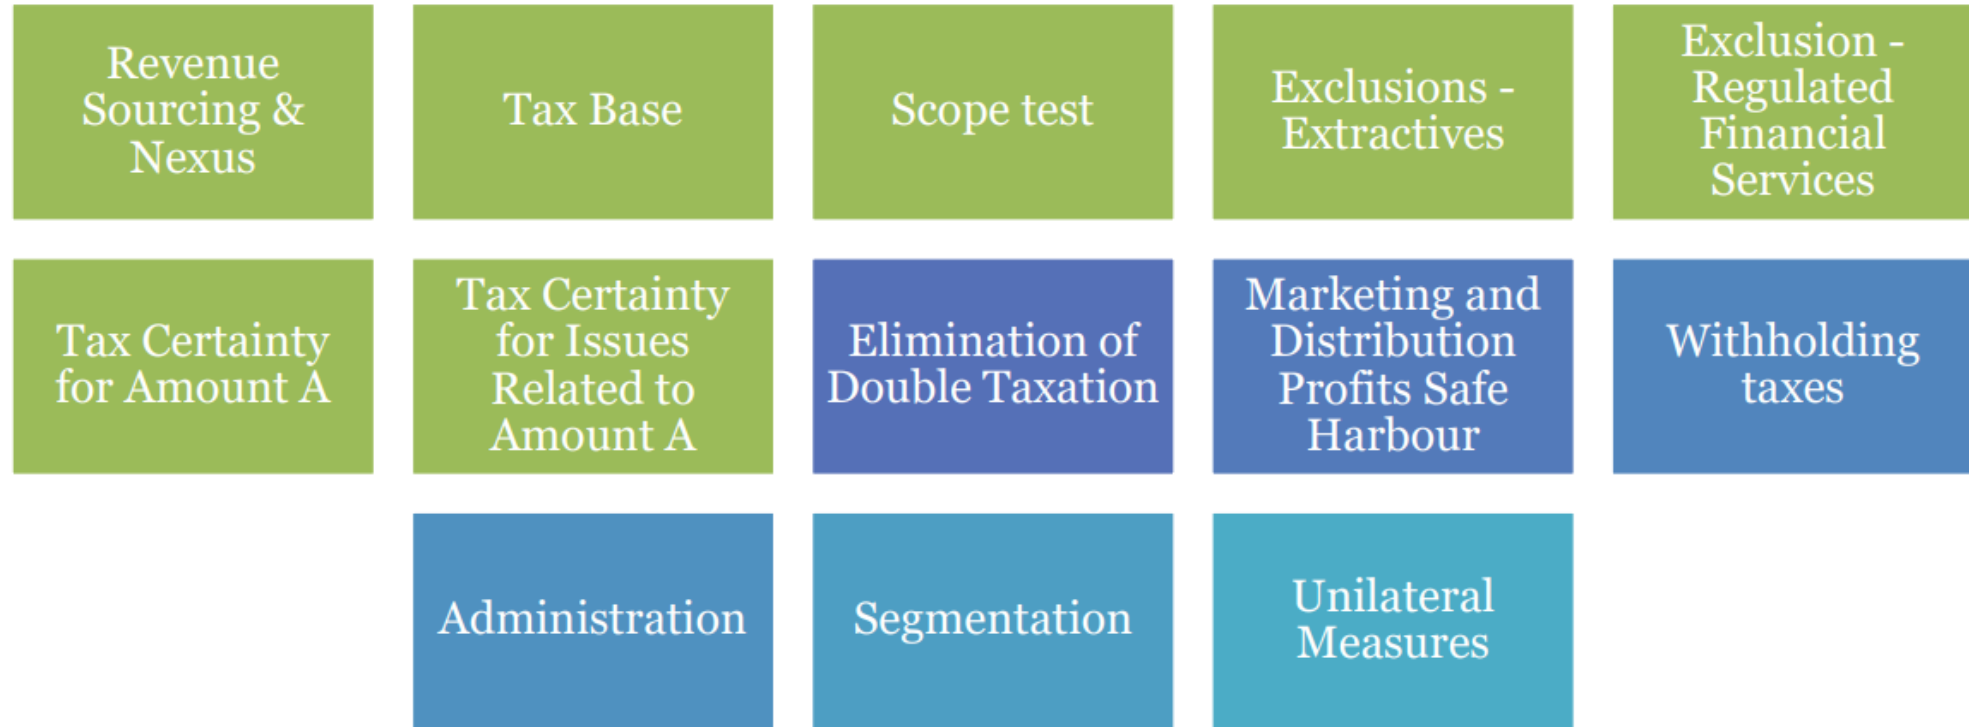 Revenue
Sourcing &
Nexus
Tax Base
Scope test
Exclusions -
Extractives
Exclusion -
Regulated
Financial
Services
Tax Certainty
for Amount A
Tax Certainty
for Issues
Related to
Amount A
Elimination of
Double Taxation
Marketing and
Distribution
Profits Safe
Harbour
Withholding
taxes
Administration
Segmentation
Unilateral
Measures